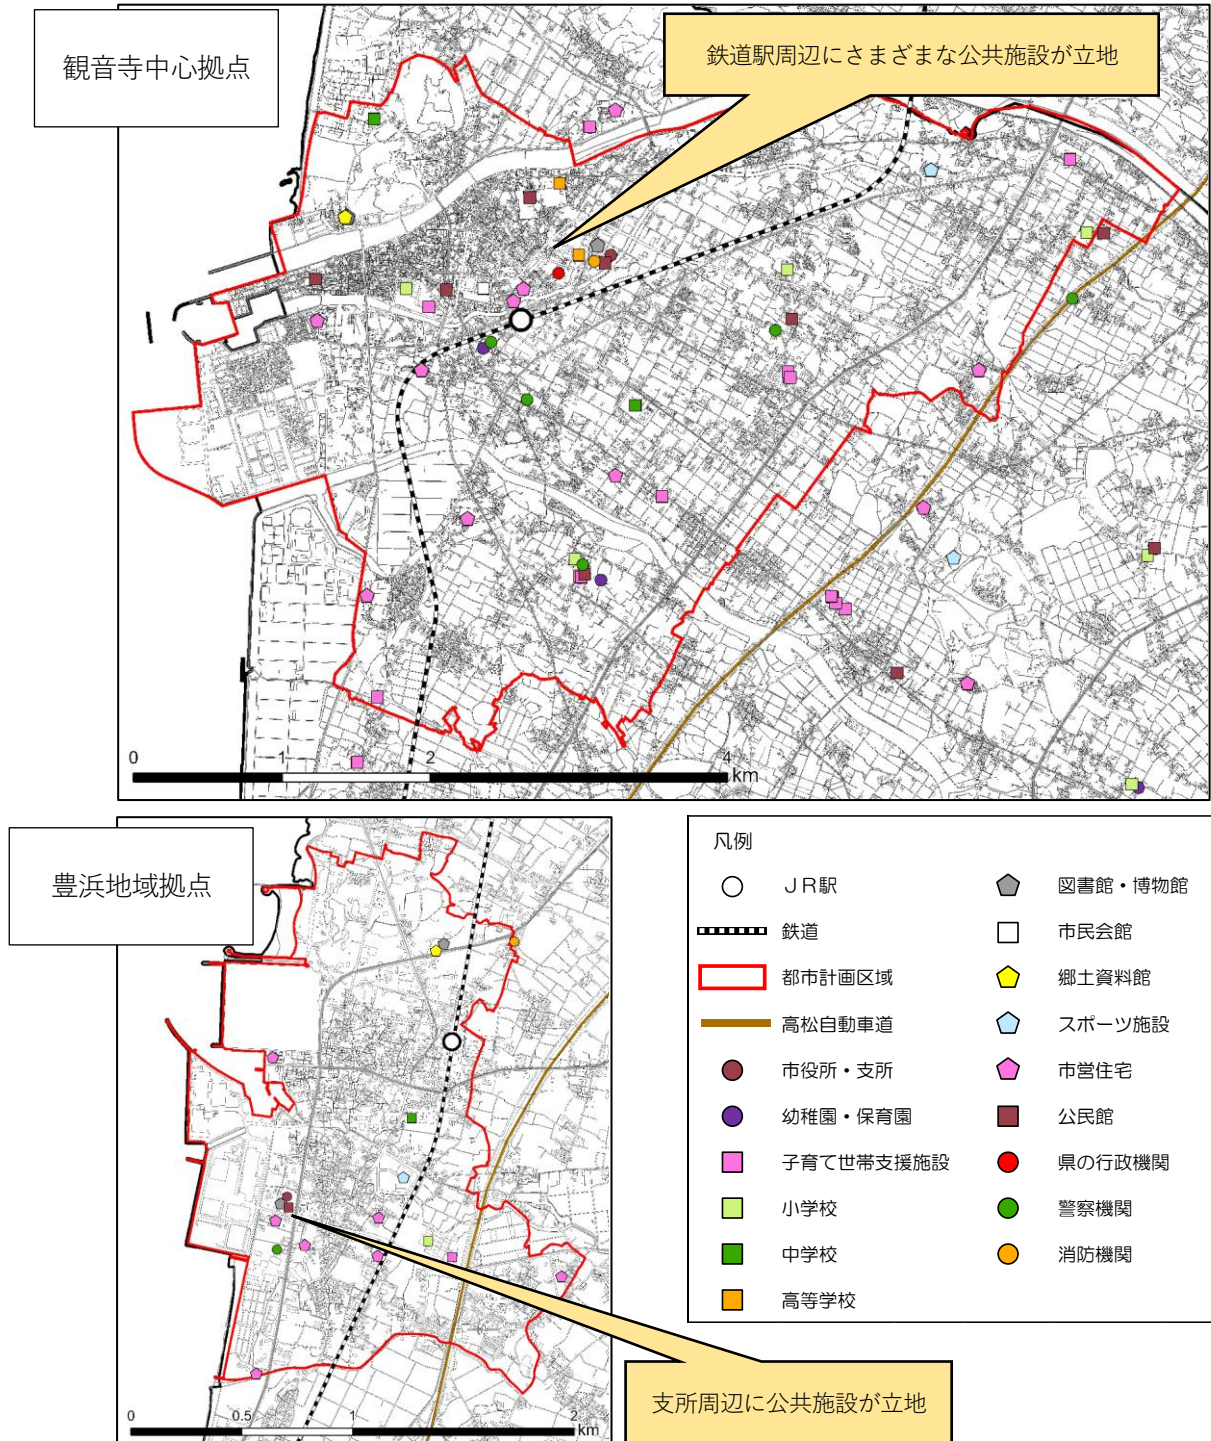 観音寺中心拠点
鉄道駅周辺にさまざまな公共施設が立地
0 1 2 4
km
豊浜地域拠点
0 0.5 1 2
km
支所周辺に公共施設が立地
凡例
ＪＲ駅
鉄道
都市計画区域
高松自動車道
市役所・支所
幼稚園・保育園
子育て世帯支援施設
小学校
中学校
高等学校
図書館・博物館
市民会館
郷土資料館
スポーツ施設
市営住宅
公民館
県の行政機関
警察機関
消防機関